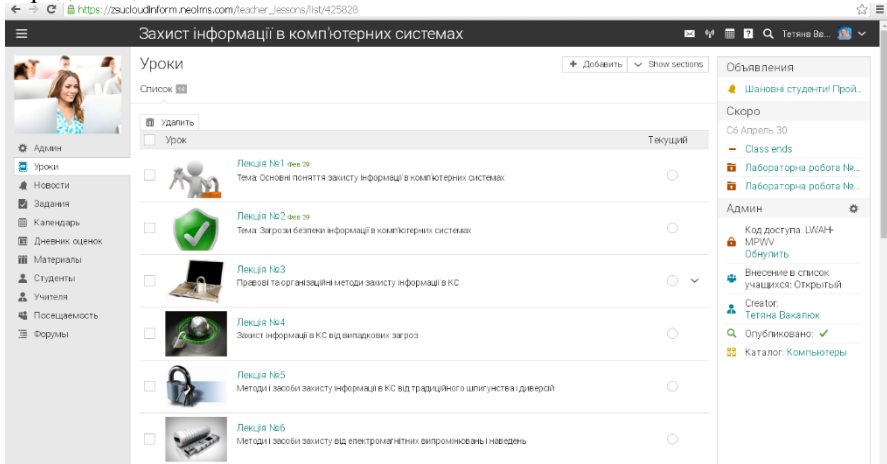 https://zsucloudinform.neolms.com/teacher_lessons/list/425828
Захист інформації в комп'ютерних системах
Тетяна Ва...
Уроки
+ Добавить
Show sections
Список 14
Удалить
Урок
Текущий
Лекція №1 Фев 29
Тема: Основні поняття захисту інформації в комп'ютерних системах
Лекція №2 Фев 29
Тема: Загрози безпеки інформації в комп'ютерних системах
Лекція №3
Правові та організаційні методи захисту інформації в КС
Лекція №4
Захист інформації в КС від випадкових загроз
Лекція №5
Методи і засоби захисту інформації в КС від традиційного шпигунства і диверсій
Лекція №6
Методи і засоби захисту від електромагнітних випромінювань і наведень
Админ
Уроки
Новости
Задания
Календарь
Дневник оценок
Материалы
Студенты
Учителя
Посещаемость
Форумы
Объявления
Шановні студенти! Прой...
Скоро
Сб Апрель 30
Class ends
Лабораторна робота №...
Лабораторна робота №...
Админ
Код доступа: LWAH-
MPWV
Обнулить
Внесение в список
учащихся: Открытый
Creator:
Тетяна Вакалюк
Опубликовано: ✓
Каталог: Компьютеры